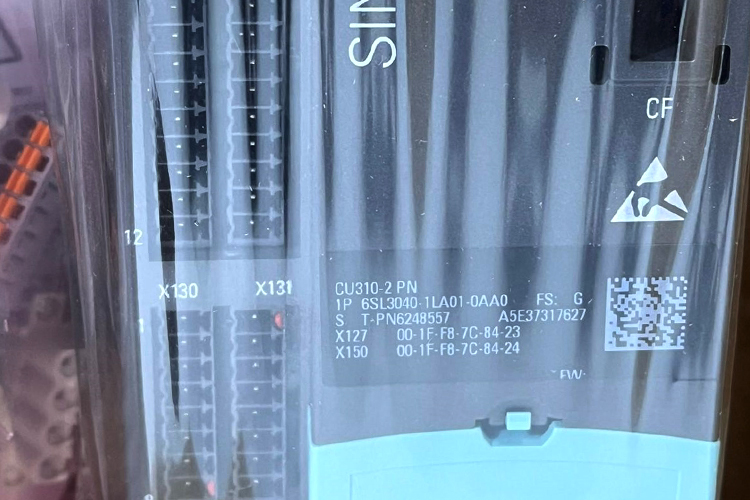 SIN
CF
12
X130
X131
CU310-2 PN
1P 6SL3040-1LA01-0AA0 FS: G
S T-PN6248557 A5E37317627
X127 00-1F-F8-7C-84-23
X150 00-1F-F8-7C-84-24
1
FW